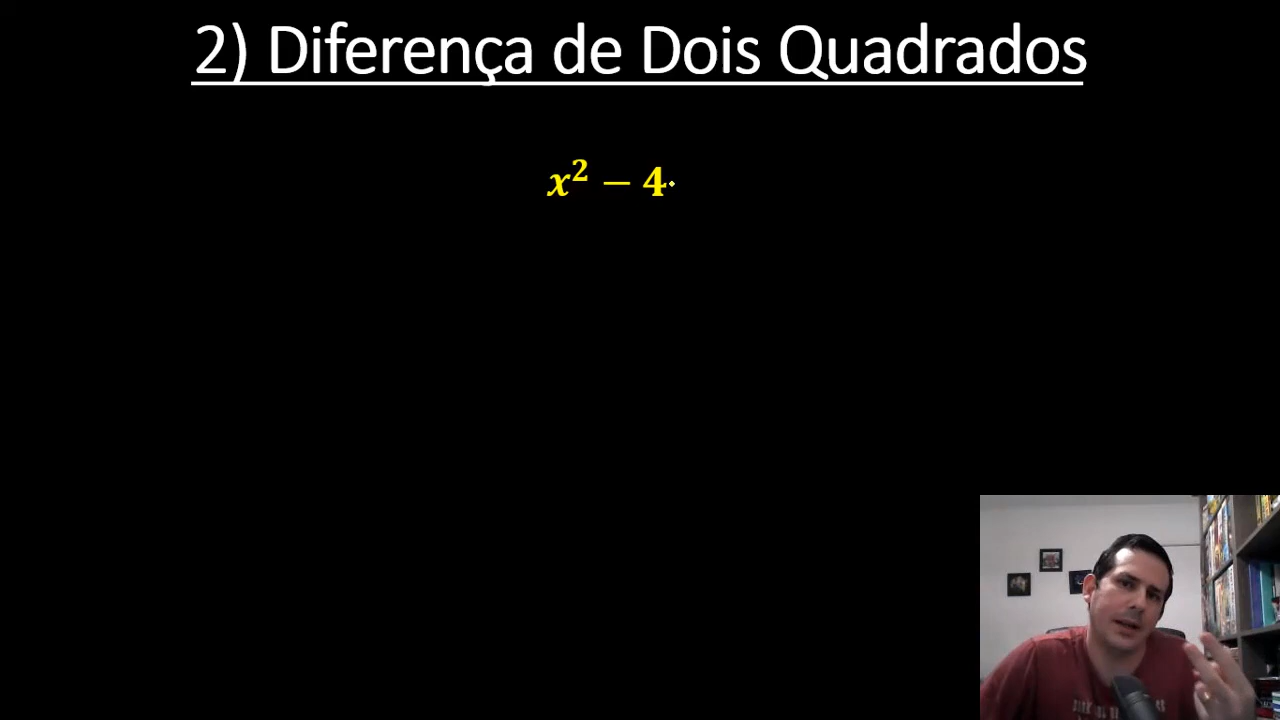 2) Diferença de Dois Quadrados
x² − 4